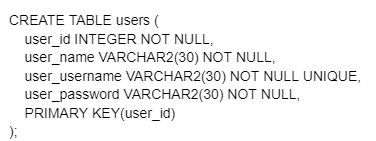 CREATE TABLE users (
    user_id INTEGER NOT NULL,
    user_name VARCHAR2(30) NOT NULL,
    user_username VARCHAR2(30) NOT NULL UNIQUE,
    user_password VARCHAR2(30) NOT NULL,
    PRIMARY KEY(user_id)
);